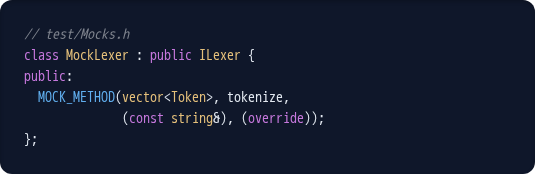 // test/Mocks.h
class MockLexer : public ILexer {
public:
  MOCK_METHOD(vector<Token>, tokenize,
              (const string&), (override));
};